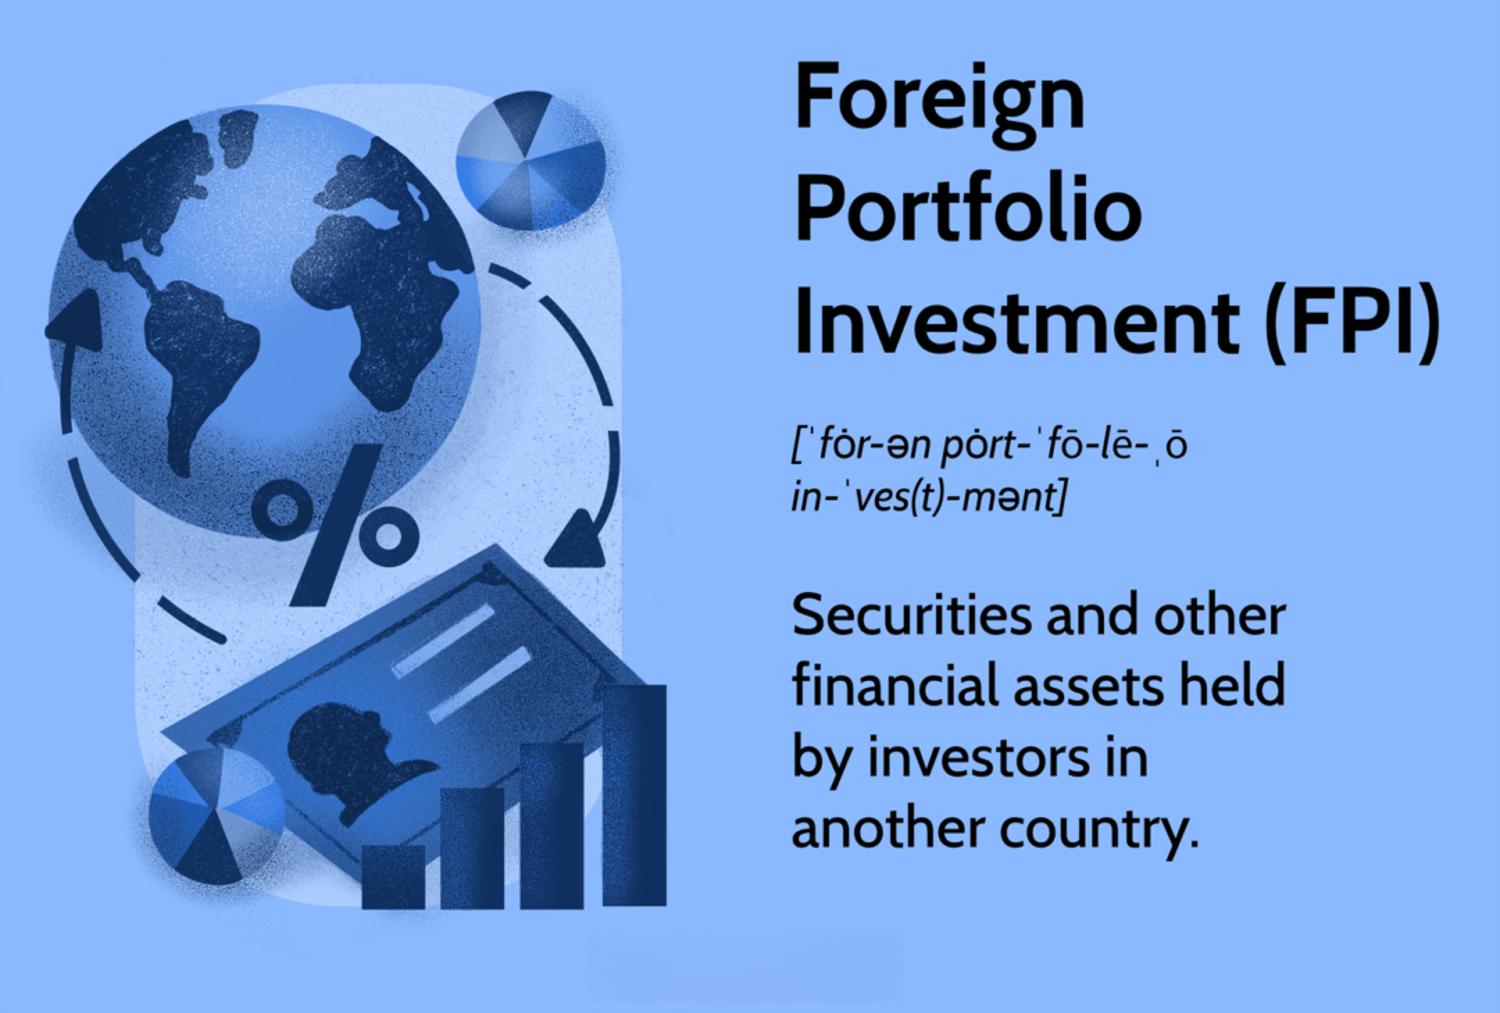 Foreign
Portfolio
Investment (FPI)
[ˈfȯr-ən pȯrt-ˈfō-lē-ˌō
in-ˈves(t)-mənt]
Securities and other
financial assets held
by investors in
another country.
%